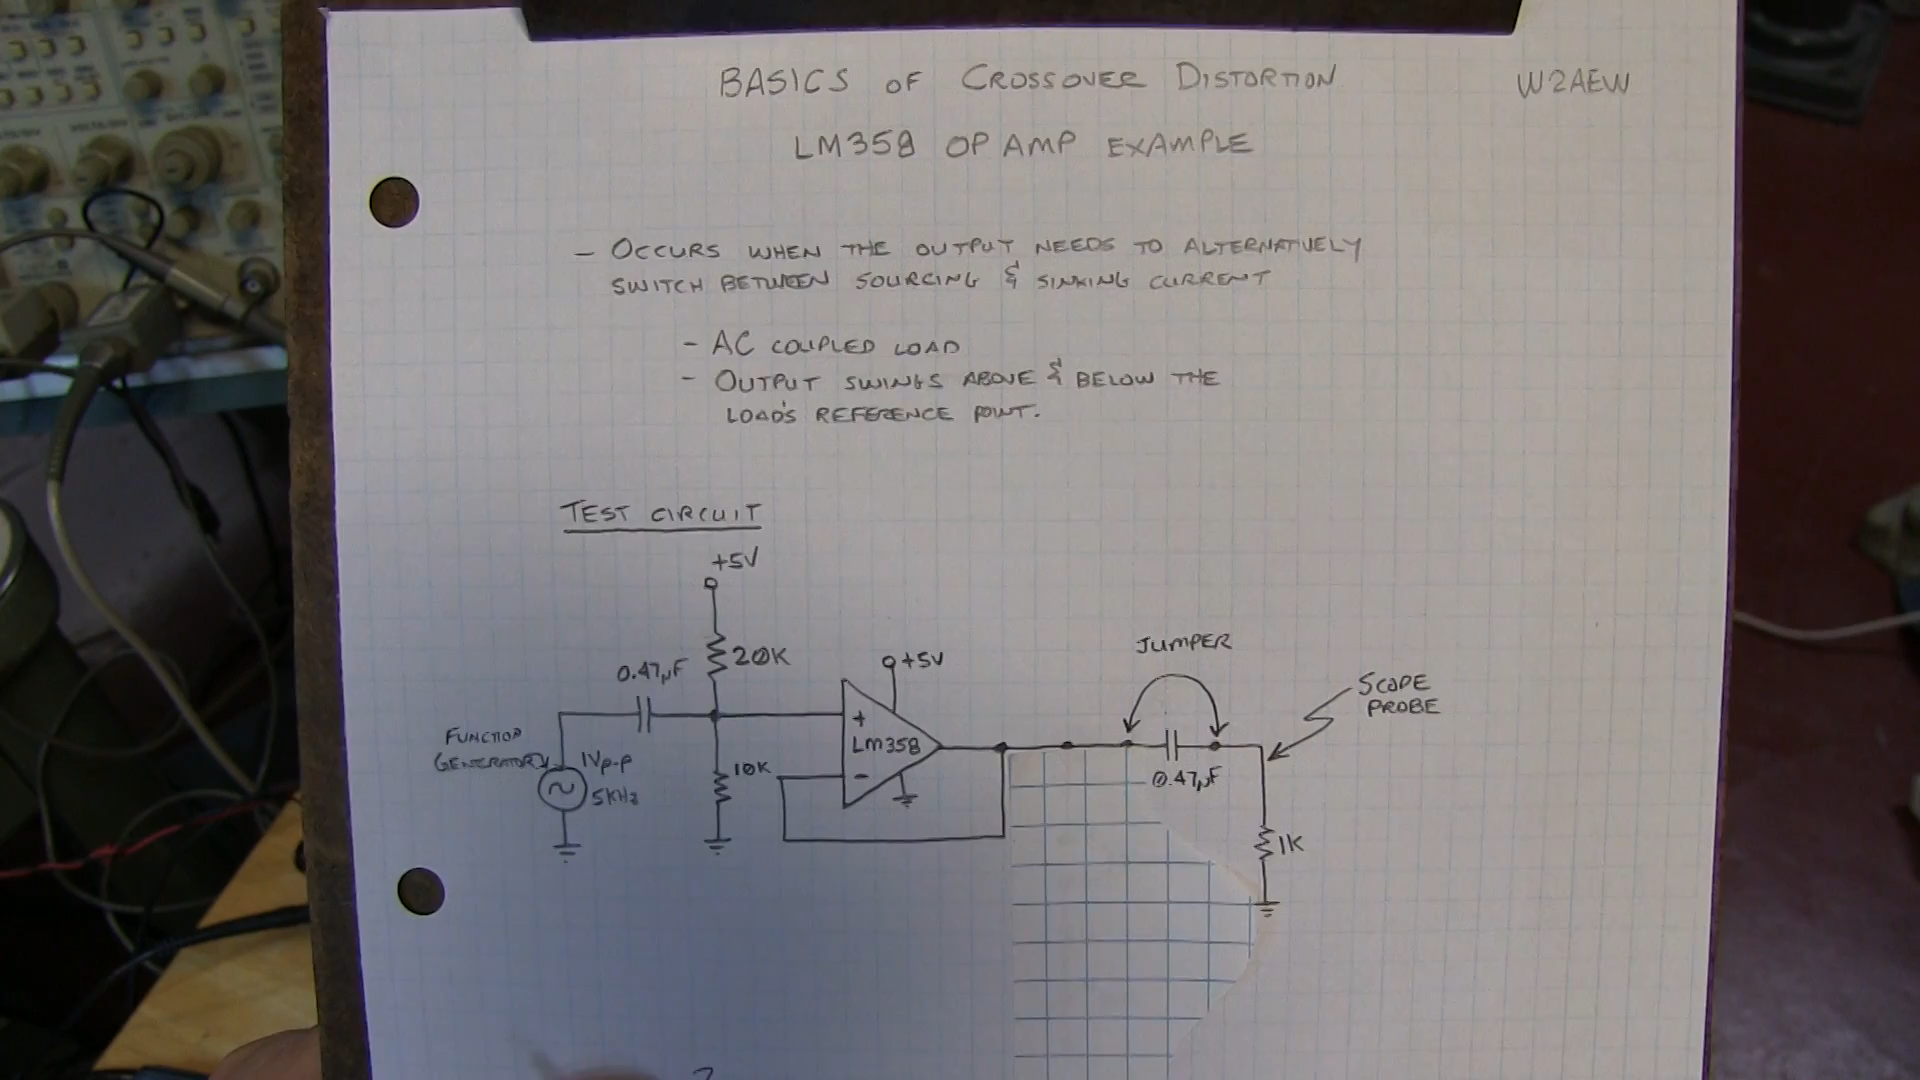 BASICS OF CROSSOVER DISTORTION
W2AEW
LM358 OP AMP EXAMPLE
- OCCURS WHEN THE OUTPUT NEEDS TO ALTERNATIVELY
SWITCH BETWEEN SOURCING & SINKING CURRENT
- AC COUPLED LOAD
- OUTPUT SWINGS ABOVE & BELOW THE
LOAD'S REFERENCE POINT.
TEST CIRCUIT
+5V
20K
0.47µF
+5V
JUMPER
SCOPE
PROBE
FUNCTION
GENERATOR
1Vp-p
5KHz
10K
+
LM358
-
0.47µF
1K